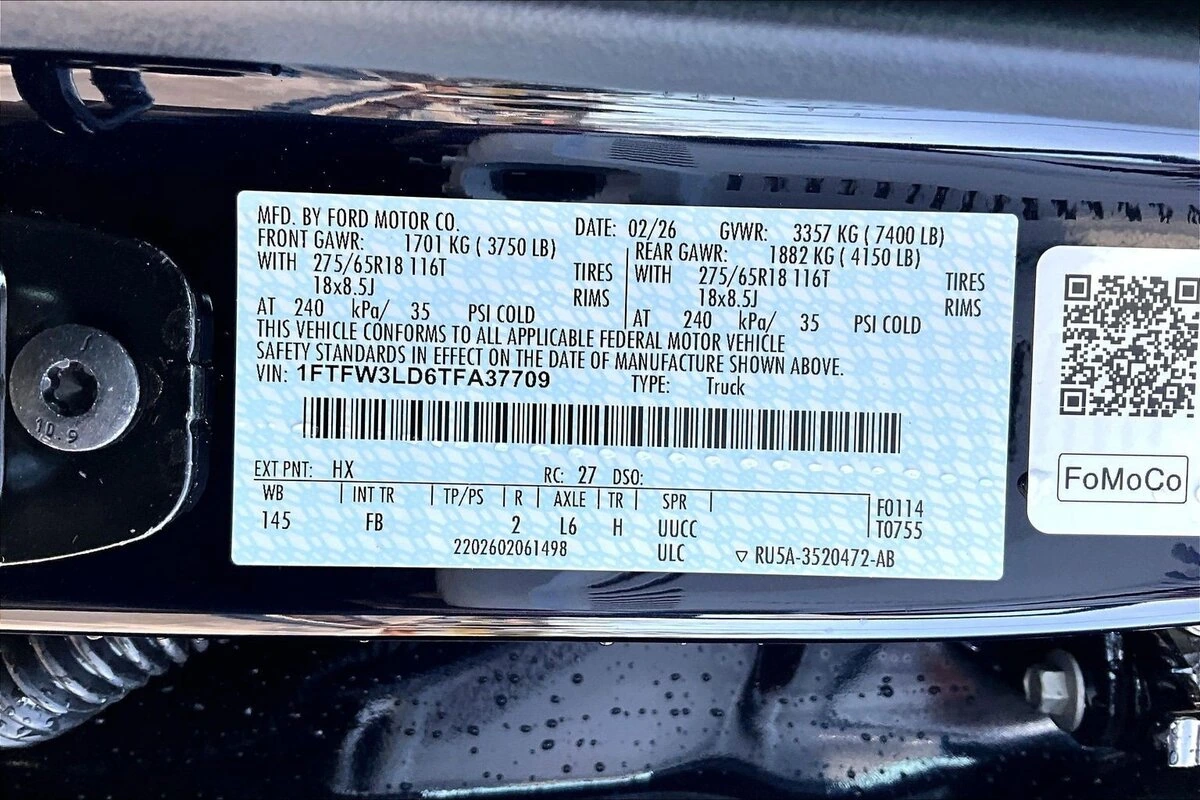 MFD. BY FORD MOTOR CO. DATE: 02/26 GVWR: 3357 KG ( 7400 LB)
FRONT GAWR: 1701 KG ( 3750 LB) REAR GAWR: 1882 KG ( 4150 LB)
WITH 275/65R18 116T TIRES WITH 275/65R18 116T TIRES
18x8.5J RIMS 18x8.5J RIMS
AT 240 kPa/ 35 PSI COLD AT 240 kPa/ 35 PSI COLD
THIS VEHICLE CONFORMS TO ALL APPLICABLE FEDERAL MOTOR VEHICLE
SAFETY STANDARDS IN EFFECT ON THE DATE OF MANUFACTURE SHOWN ABOVE.
VIN: 1FTFW3LD6TFA37709 TYPE: Truck
EXT PNT: HX RC: 27 DSO:
WB INT TR TP/PS R AXLE TR SPR F0114
145 FB 2 L6 H UUCC T0755
2202602061498 ULC ▽ RU5A-3520472-AB
FoMoCo
10.9